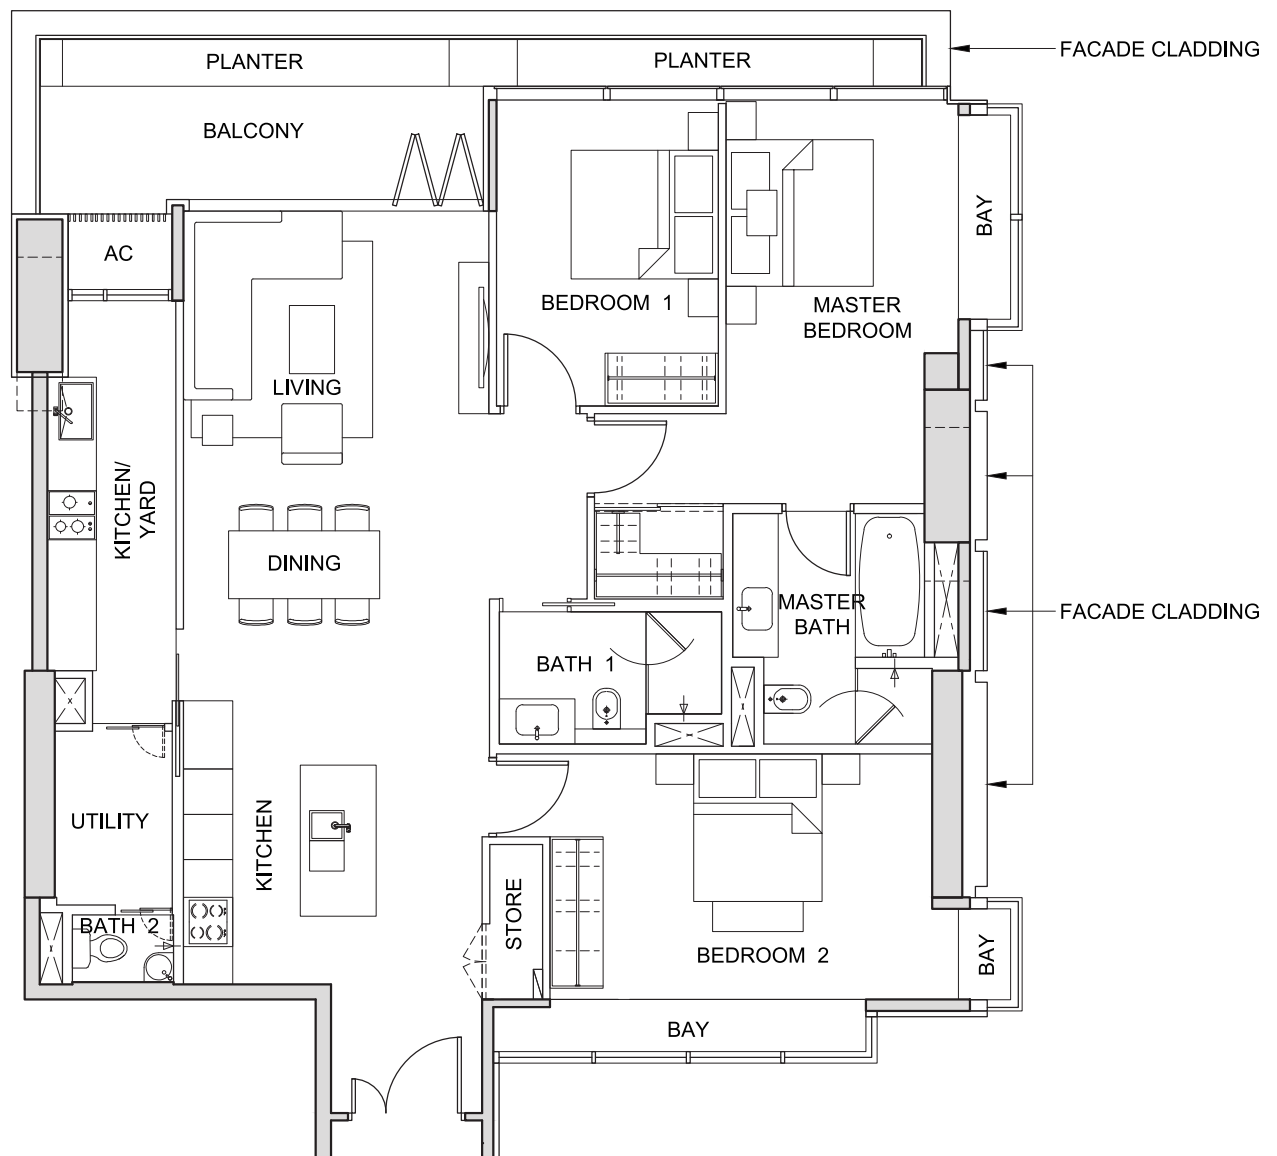 PLANTER
PLANTER
FACADE CLADDING
BALCONY
AC
BAY
BEDROOM 1
MASTER
BEDROOM
LIVING
KITCHEN/
YARD
DINING
MASTER
BATH
FACADE CLADDING
BATH 1
UTILITY
KITCHEN
STORE
BATH 2
BEDROOM 2
BAY
BAY